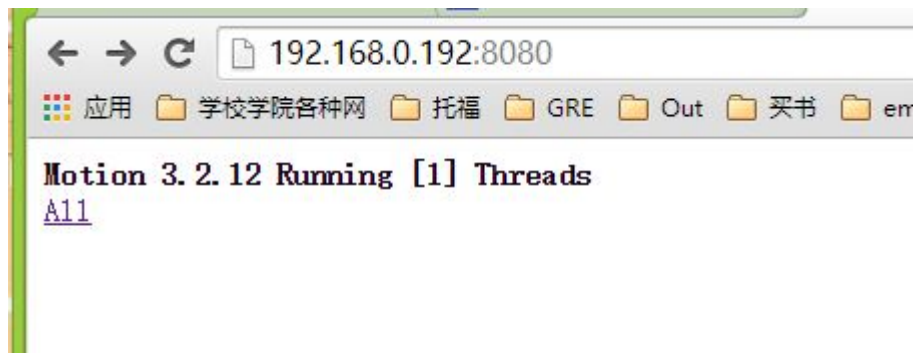 192.168.0.192:8080
应用 学校学院各种网 托福 GRE Out 买书 em
Motion 3.2.12 Running [1] Threads
All